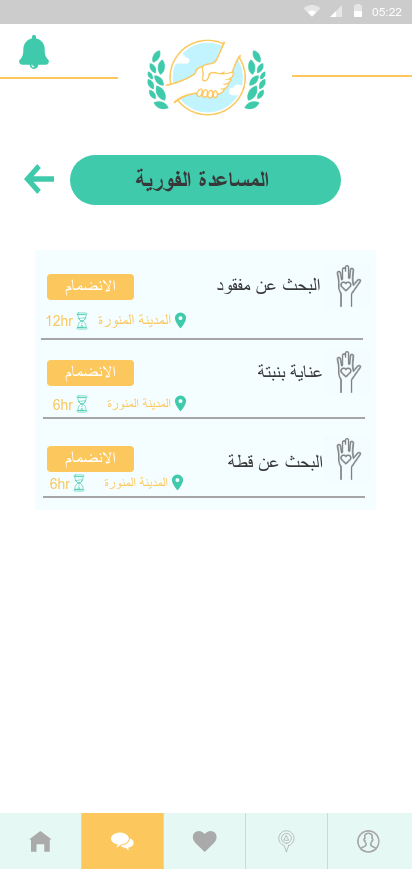 05:22
المساعدة الفورية
البحث عن مفقود
الانضمام
المدينة المنورة 12hr
عناية بنبتة
الانضمام
المدينة المنورة 6hr
البحث عن قطة
الانضمام
المدينة المنورة 6hr